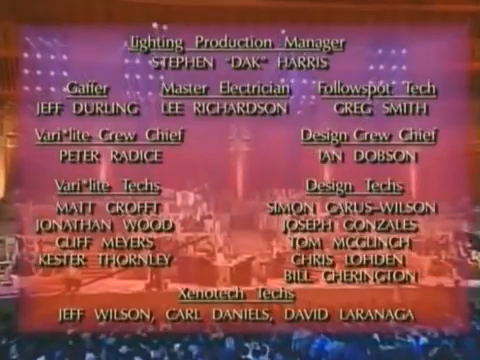 Lighting Production Manager
STEPHEN "DAK" HARRIS
Gaffer Master Electrician Followspot Tech
JEFF DURLING LEE RICHARDSON GREG SMITH
Vari*lite Crew Chief Design Crew Chief
PETER RADICE IAN DOBSON
Vari*lite Techs Design Techs
MATT CROFFT SIMON CARUS-WILSON
JONATHAN WOOD JOSEPH GONZALES
CLIFF MEYERS TOM MCGLINCH
KESTER THORNLEY CHRIS LOHDEN
BILL CHERINGTON
Xenotech Techs
JEFF WILSON, CARL DANIELS, DAVID LARANAGA